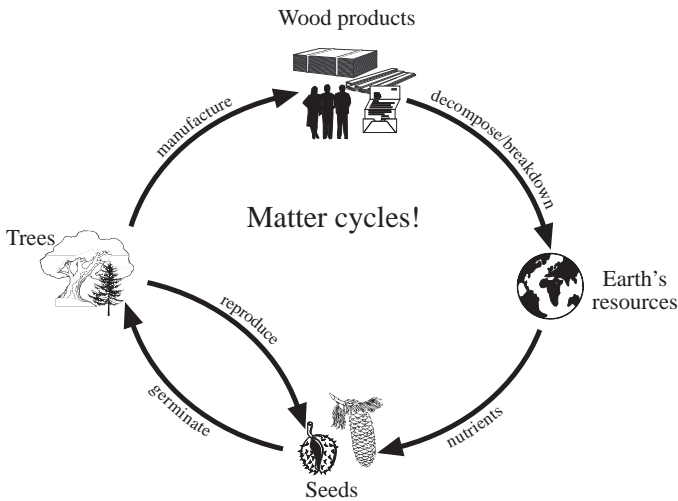 Wood products
manufacture
decompose/breakdown
Matter cycles!
Trees
Earth's
resources
reproduce
germinate
nutrients
Seeds